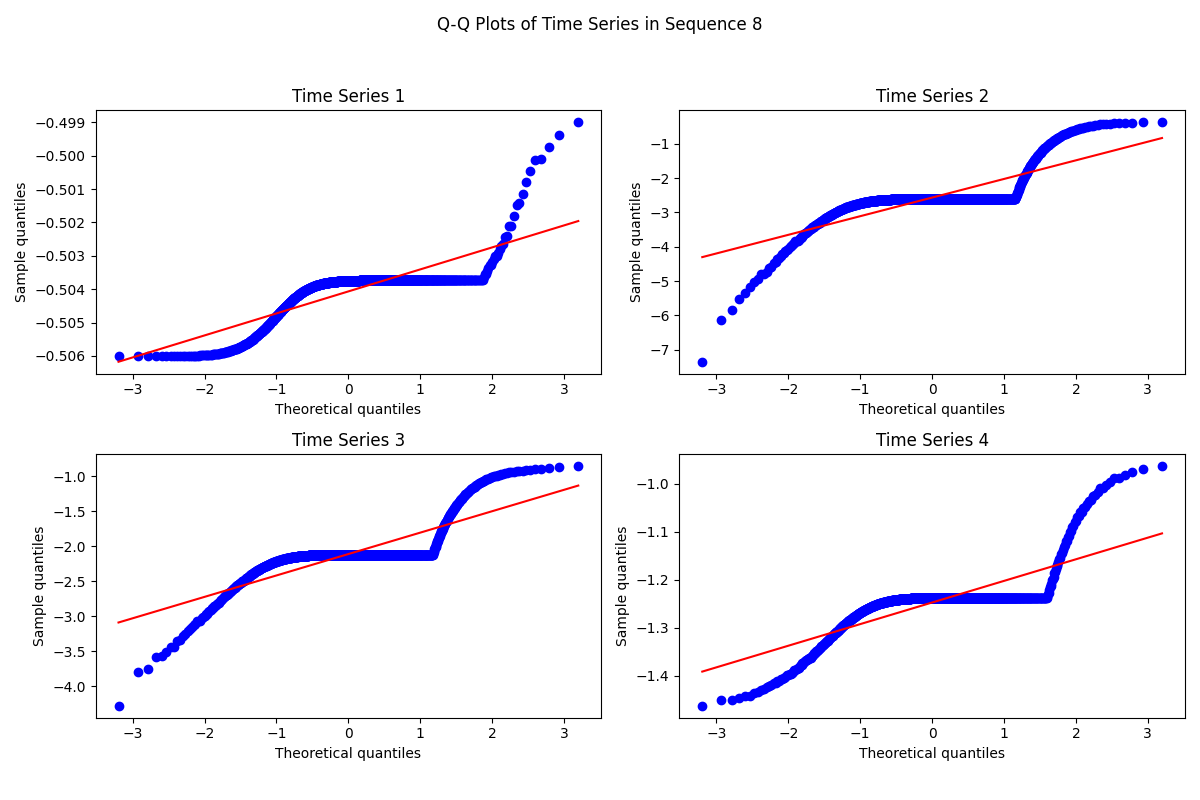 Q-Q Plots of Time Series in Sequence 8
Time Series 1
−0.499
−0.500
−0.501
−0.502
−0.503
−0.504
−0.505
−0.506
Sample quantiles
−3 −2 −1 0 1 2 3
Theoretical quantiles
Time Series 2
−1
−2
−3
−4
−5
−6
−7
Sample quantiles
−3 −2 −1 0 1 2 3
Theoretical quantiles
Time Series 3
−1.0
−1.5
−2.0
−2.5
−3.0
−3.5
−4.0
Sample quantiles
−3 −2 −1 0 1 2 3
Theoretical quantiles
Time Series 4
−1.0
−1.1
−1.2
−1.3
−1.4
Sample quantiles
−3 −2 −1 0 1 2 3
Theoretical quantiles